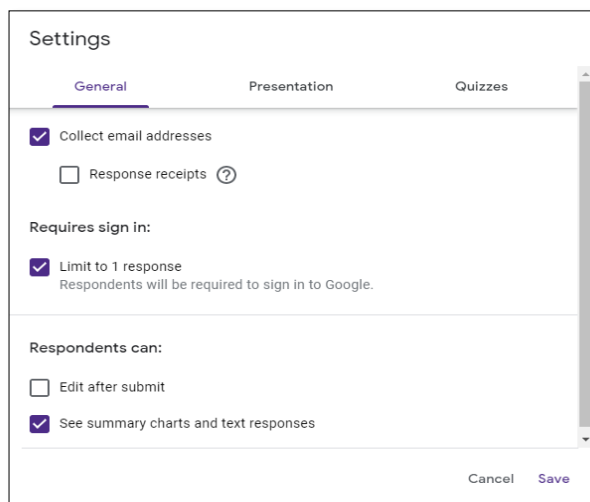 Settings
General Presentation Quizzes
Collect email addresses
Response receipts ?
Requires sign in:
Limit to 1 response
Respondents will be required to sign in to Google.
Respondents can:
Edit after submit
See summary charts and text responses
Cancel Save